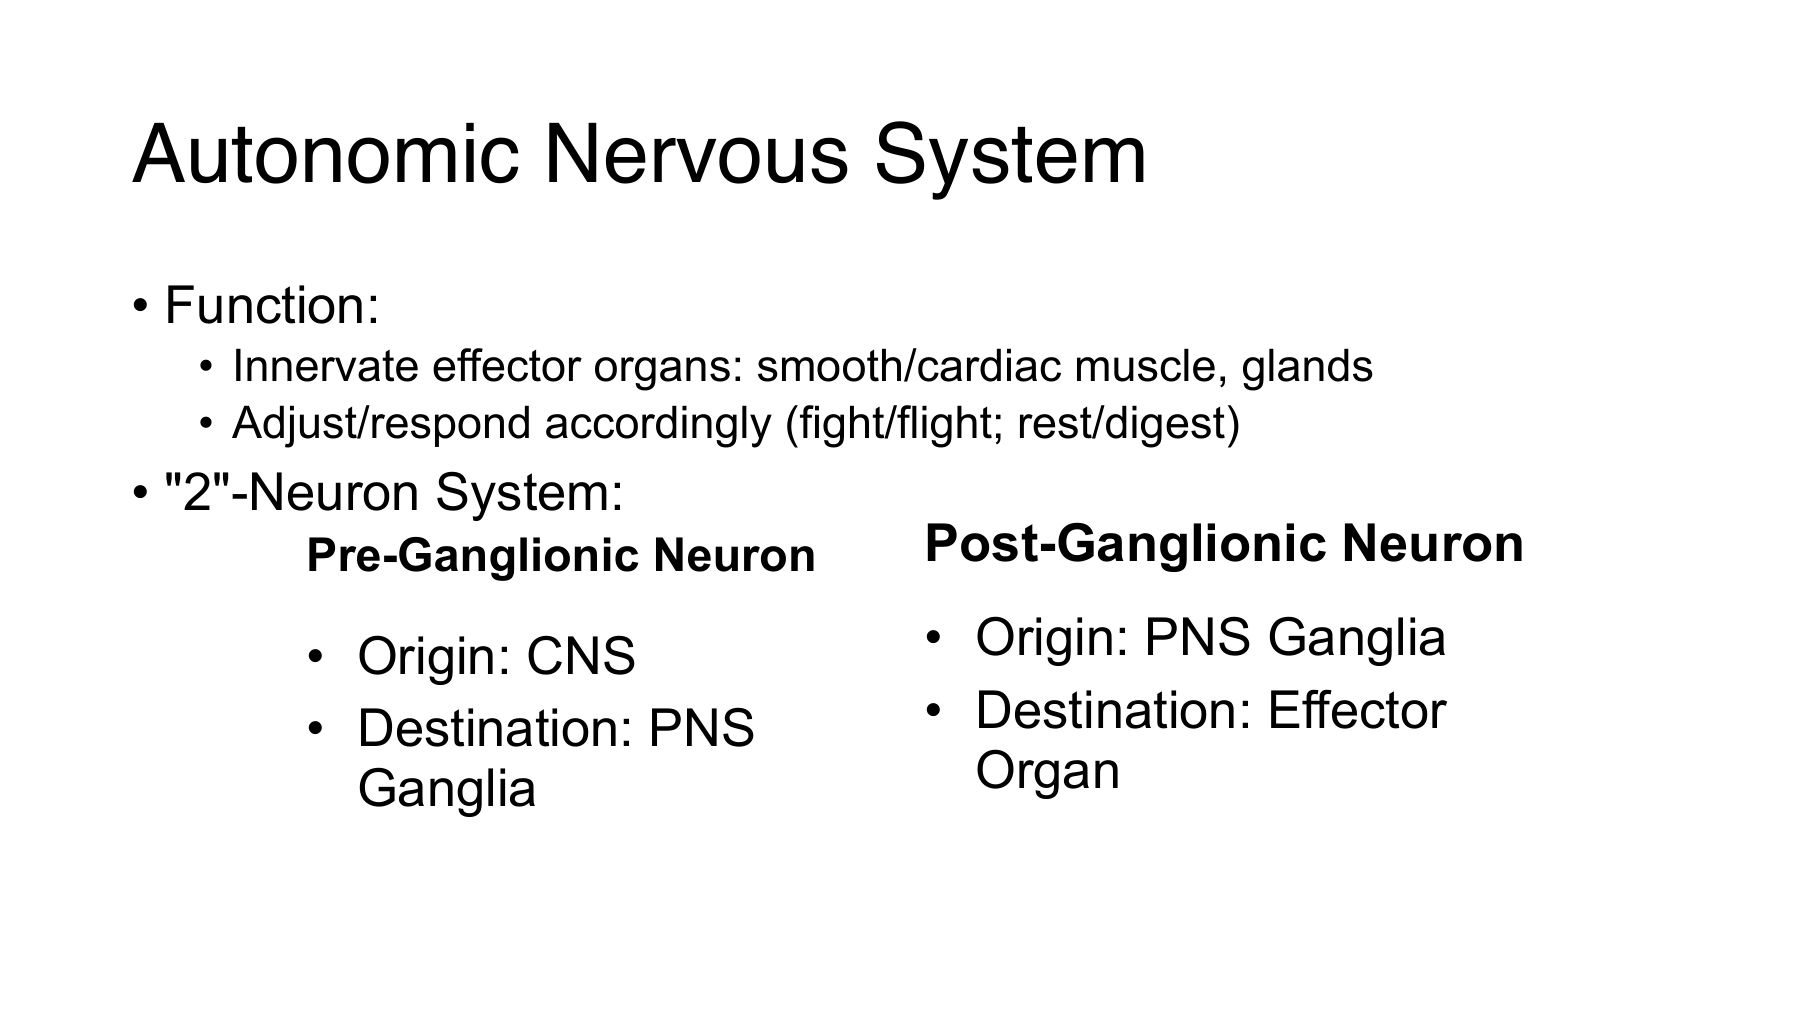 Autonomic Nervous System
• Function:
• Innervate effector organs: smooth/cardiac muscle, glands
• Adjust/respond accordingly (fight/flight; rest/digest)
• "2"-Neuron System:
Pre-Ganglionic Neuron
• Origin: CNS
• Destination: PNS
Ganglia
Post-Ganglionic Neuron
• Origin: PNS Ganglia
• Destination: Effector
Organ